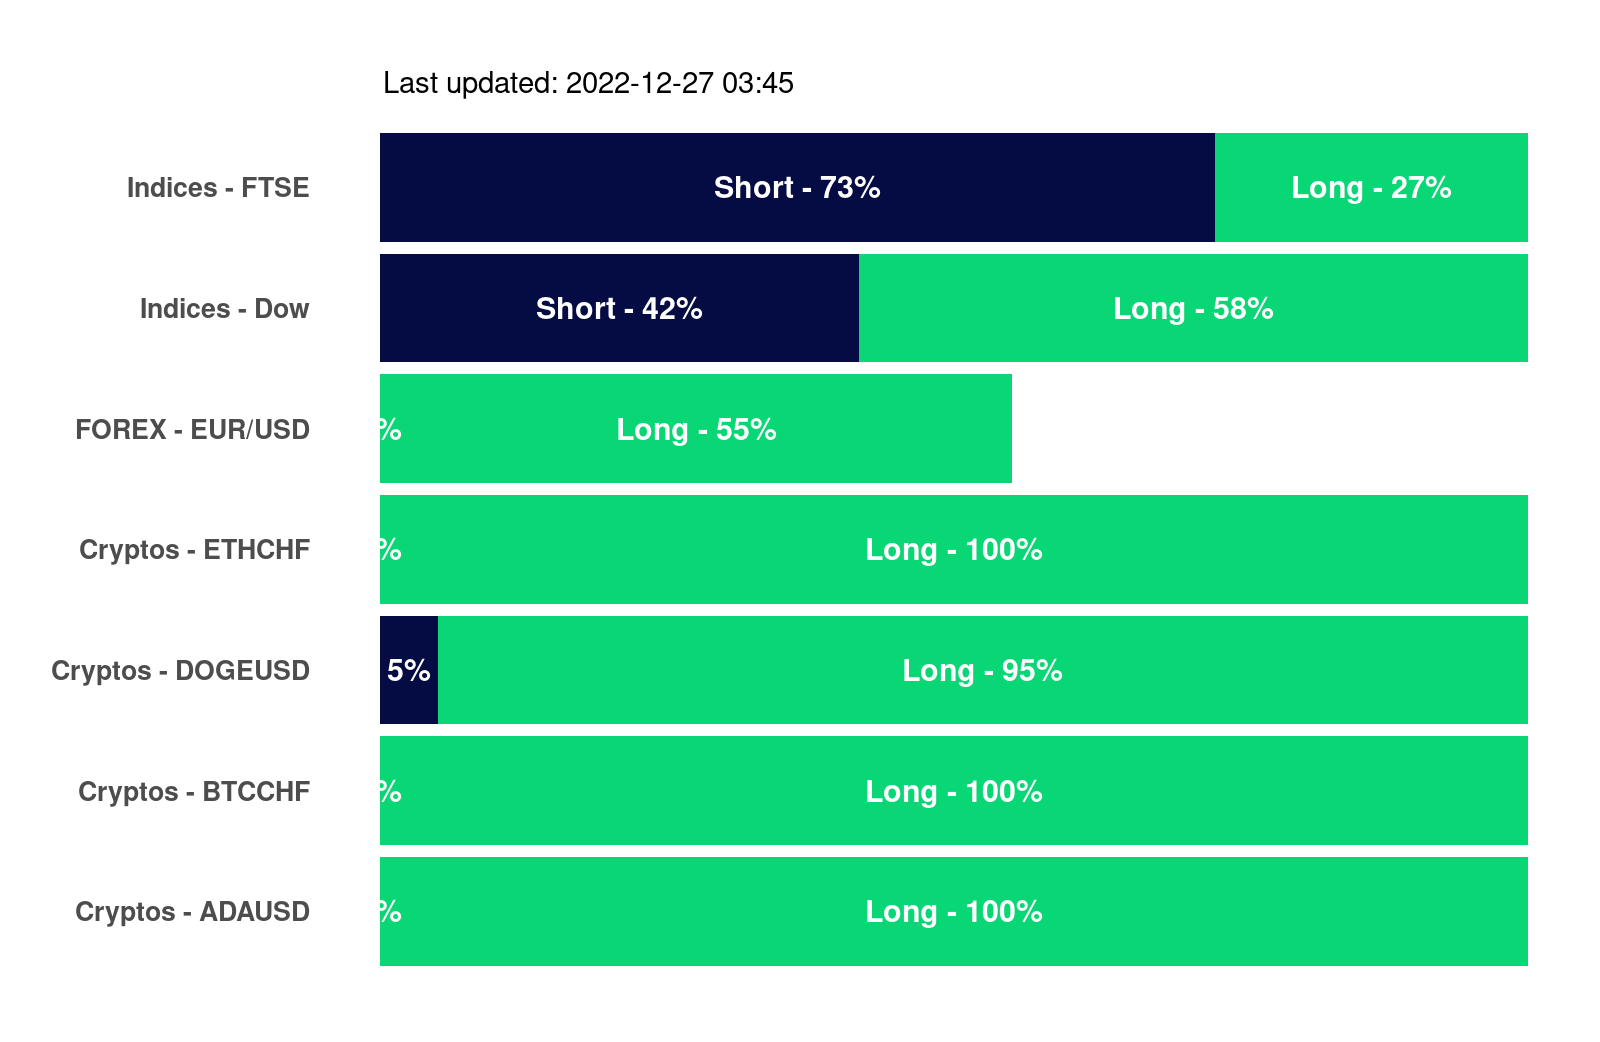 Last updated: 2022-12-27 03:45
Indices - FTSE Short - 73% Long - 27%
Indices - Dow Short - 42% Long - 58%
FOREX - EUR/USD % Long - 55%
Cryptos - ETHCHF % Long - 100%
Cryptos - DOGEUSD 5% Long - 95%
Cryptos - BTCCHF % Long - 100%
Cryptos - ADAUSD % Long - 100%